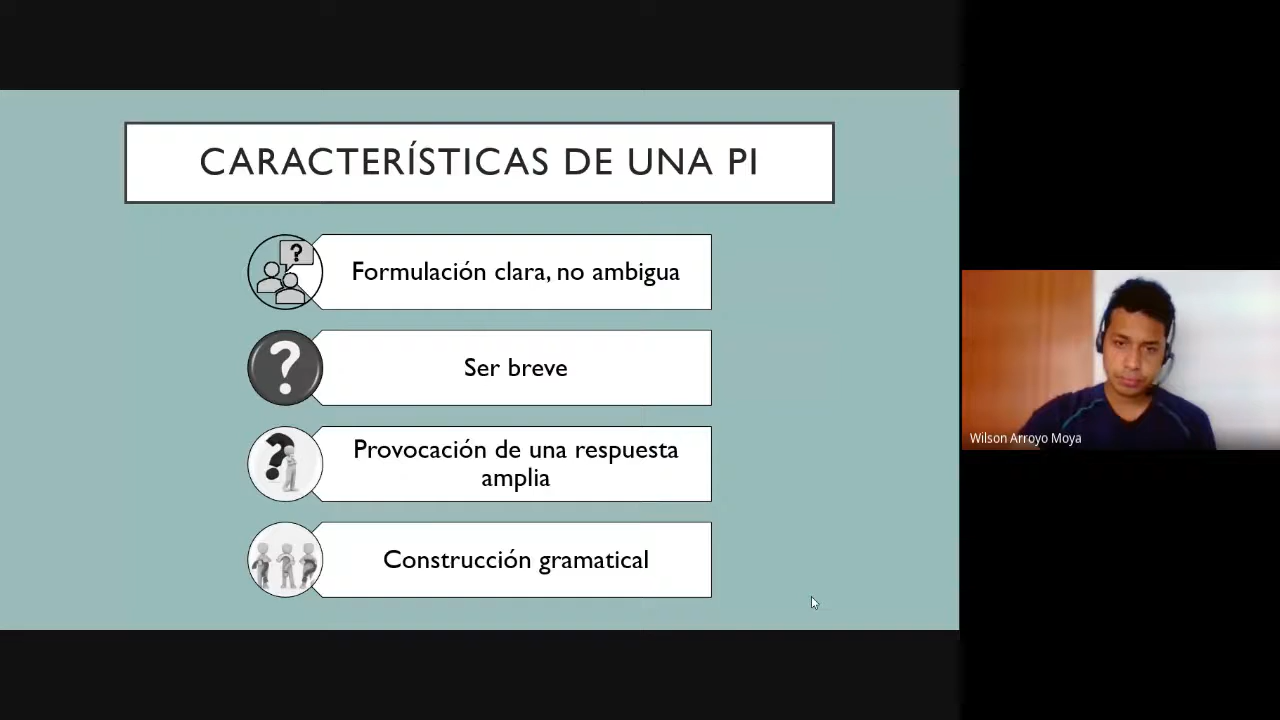 CARACTERÍSTICAS DE UNA PI
Formulación clara, no ambigua
Ser breve
Provocación de una respuesta
amplia
Construcción gramatical
Wilson Arroyo Moya